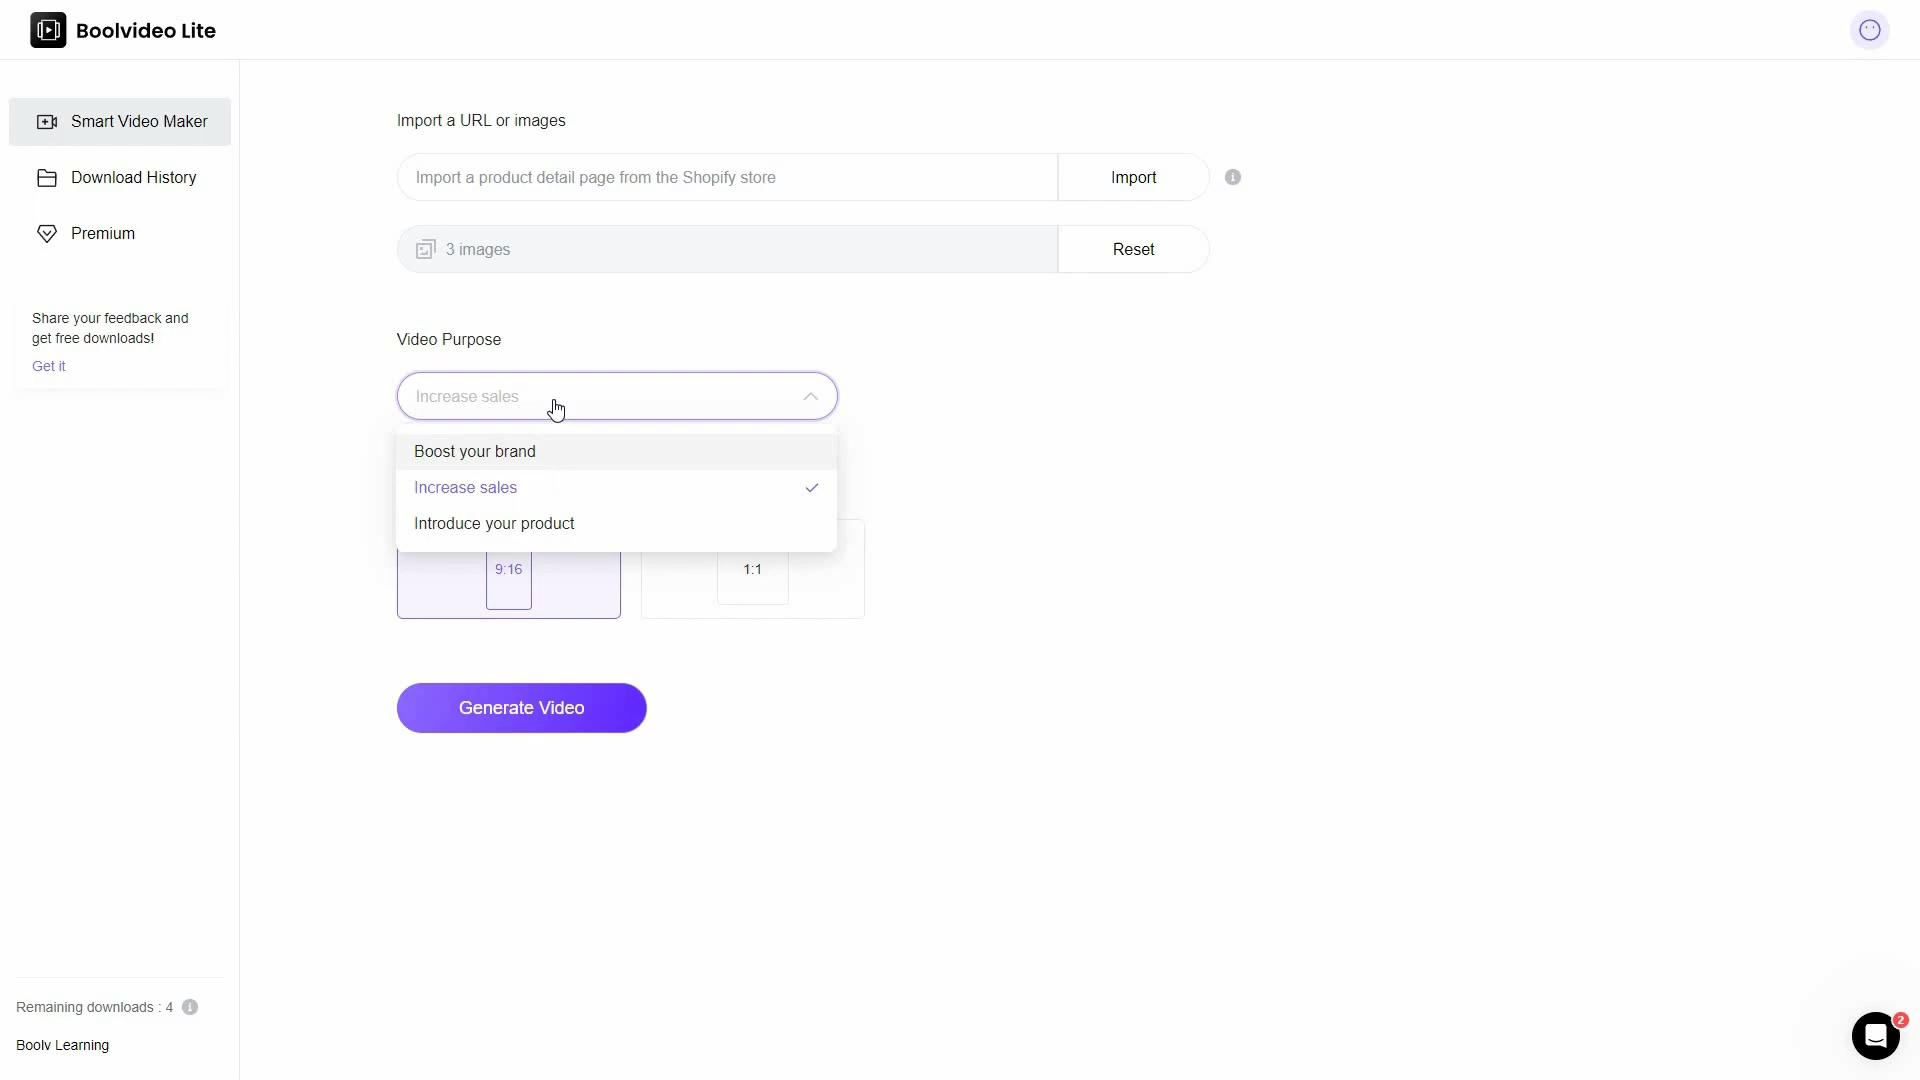 Boolvideo Lite
Smart Video Maker
Download History
Premium
Share your feedback and
get free downloads!
Get it
Import a URL or images
Import a product detail page from the Shopify store
Import
3 images
Reset
Video Purpose
Increase sales
Boost your brand
Increase sales
Introduce your product
9:16
1:1
Generate Video
Remaining downloads : 4
Boolv Learning
2